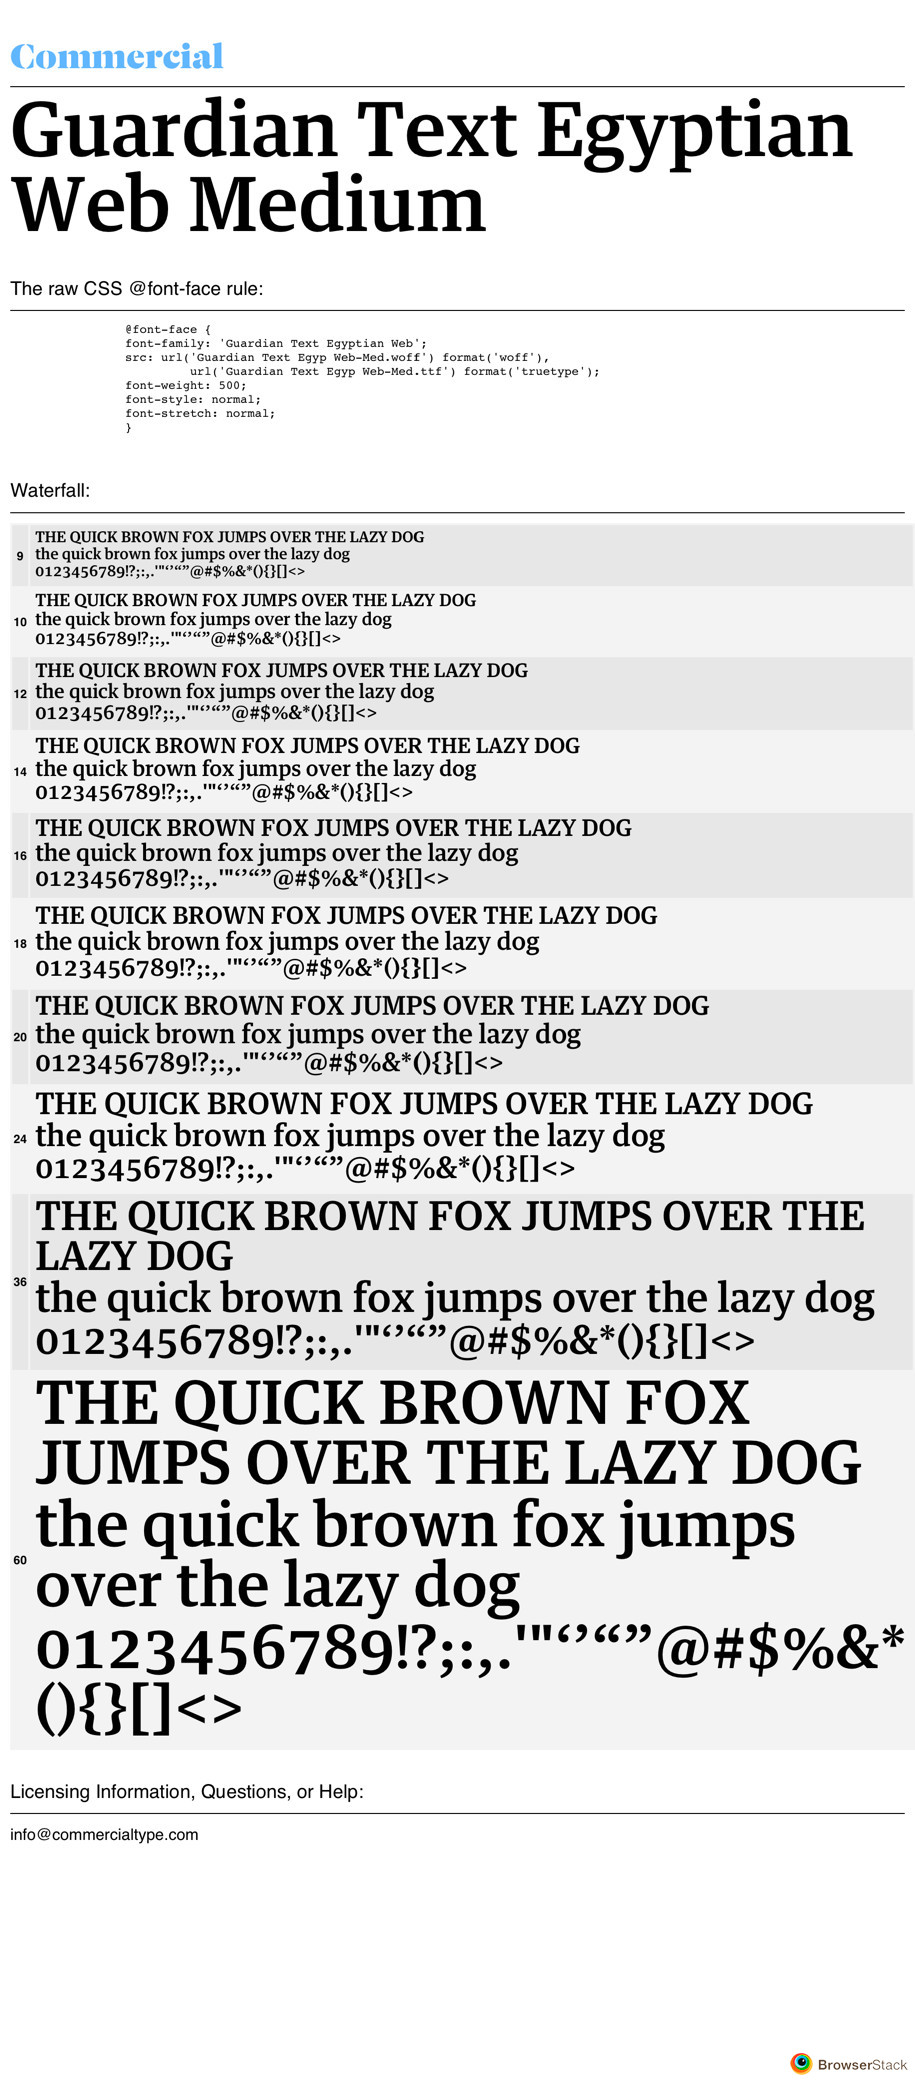 Commercial
Guardian Text Egyptian
Web Medium
The raw CSS @font-face rule:
@font-face {
font-family: 'Guardian Text Egyptian Web';
src: url('Guardian Text Egyp Web-Med.woff') format('woff'),
url('Guardian Text Egyp Web-Med.ttf') format('truetype');
font-weight: 500;
font-style: normal;
font-stretch: normal;
}
Waterfall:
THE QUICK BROWN FOX JUMPS OVER THE LAZY DOG
9 the quick brown fox jumps over the lazy dog
0123456789!?;:,.'"‘’“”@#$%&*(){}[]<>
THE QUICK BROWN FOX JUMPS OVER THE LAZY DOG
10 the quick brown fox jumps over the lazy dog
0123456789!?;:,.'"‘’“”@#$%&*(){}[]<>
THE QUICK BROWN FOX JUMPS OVER THE LAZY DOG
12 the quick brown fox jumps over the lazy dog
0123456789!?;:,.'"‘’“”@#$%&*(){}[]<>
THE QUICK BROWN FOX JUMPS OVER THE LAZY DOG
14 the quick brown fox jumps over the lazy dog
0123456789!?;:,.'"‘’“”@#$%&*(){}[]<>
THE QUICK BROWN FOX JUMPS OVER THE LAZY DOG
16 the quick brown fox jumps over the lazy dog
0123456789!?;:,.'"‘’“”@#$%&*(){}[]<>
THE QUICK BROWN FOX JUMPS OVER THE LAZY DOG
18 the quick brown fox jumps over the lazy dog
0123456789!?;:,.'"‘’“”@#$%&*(){}[]<>
THE QUICK BROWN FOX JUMPS OVER THE LAZY DOG
20 the quick brown fox jumps over the lazy dog
0123456789!?;:,.'"‘’“”@#$%&*(){}[]<>
THE QUICK BROWN FOX JUMPS OVER THE LAZY DOG
24 the quick brown fox jumps over the lazy dog
0123456789!?;:,.'"‘’“”@#$%&*(){}[]<>
THE QUICK BROWN FOX JUMPS OVER THE
LAZY DOG
36 the quick brown fox jumps over the lazy dog
0123456789!?;:,.'"‘’“”@#$%&*(){}[]<>
THE QUICK BROWN FOX
JUMPS OVER THE LAZY DOG
the quick brown fox jumps
60 over the lazy dog
0123456789!?;:,.'"‘’“”@#$%&*
(){}[]<>
Licensing Information, Questions, or Help:
info@commercialtype.com
BrowserStack